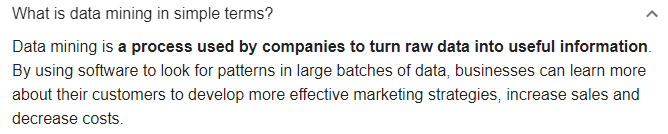 What is data mining in simple terms?
Data mining is a process used by companies to turn raw data into useful information.
By using software to look for patterns in large batches of data, businesses can learn more
about their customers to develop more effective marketing strategies, increase sales and
decrease costs.